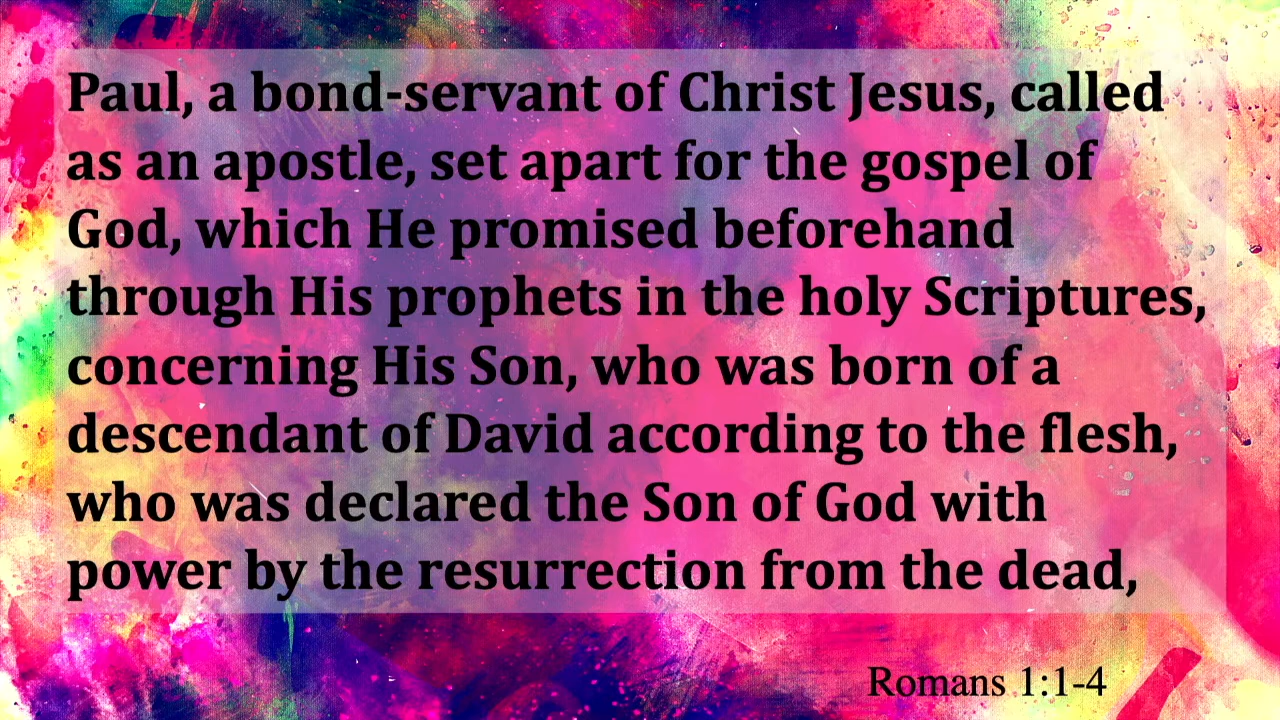 Paul, a bond-servant of Christ Jesus, called
as an apostle, set apart for the gospel of
God, which He promised beforehand
through His prophets in the holy Scriptures,
concerning His Son, who was born of a
descendant of David according to the flesh,
who was declared the Son of God with
power by the resurrection from the dead,
Romans 1:1-4